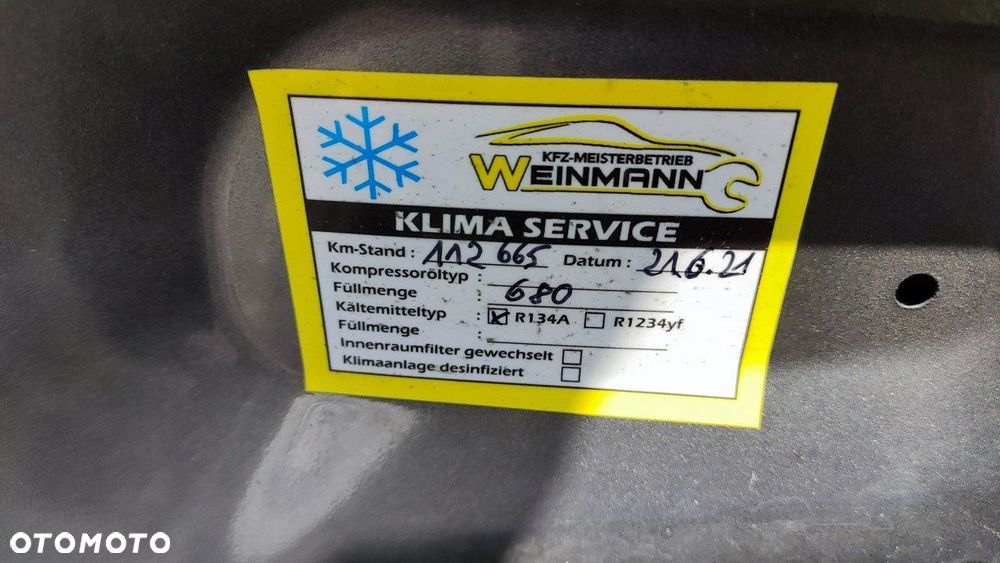 KFZ-MEISTERBETRIEB
WEINMANN
KLIMA SERVICE
Km-Stand : 112 665 Datum : 21.6.21
Kompressoröltyp :
Füllmenge : 680
Kältemitteltyp : R134A R1234yf
Füllmenge :
Innenraumfilter gewechselt
Klimaanlage desinfiziert
OTOMOTO